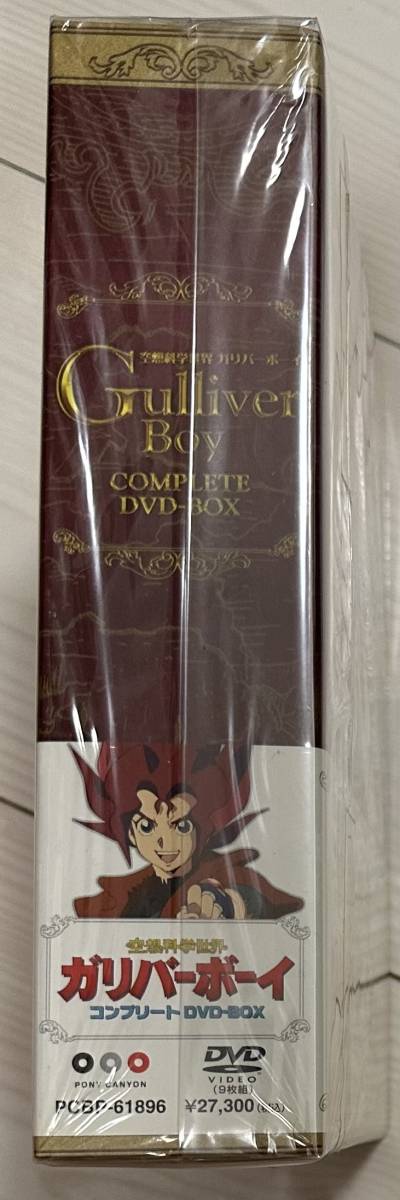 空想科学世界 ガリバーボーイ
Gulliver
Boy
COMPLETE
DVD-BOX
空想科学世界
ガリバーボーイ
コンプリート DVD-BOX
PONY CANYON
DVD
VIDEO
(9枚組)
PCBP-61896 ¥27,300(税込)